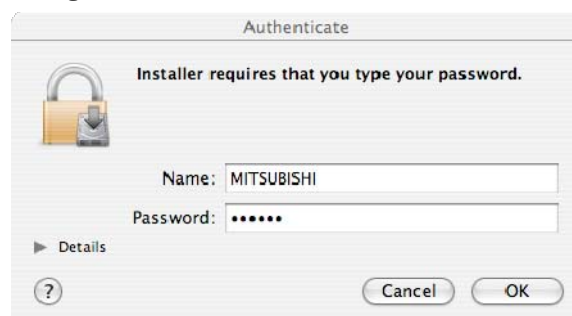 Authenticate
Installer requires that you type your password.
Name: MITSUBISHI
Password: ••••••
Details
? Cancel OK